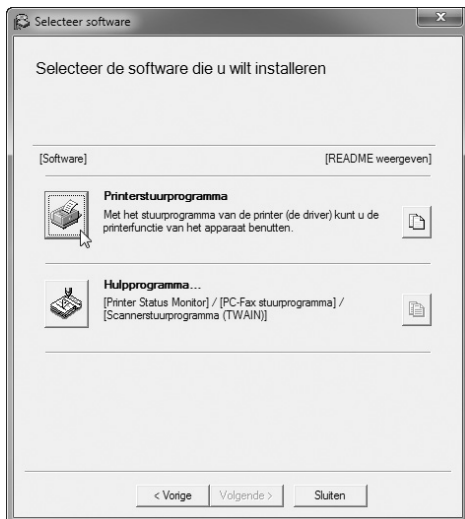 Selecteer software
Selecteer de software die u wilt installeren
[Software] [README weergeven]
Printerstuurprogramma
Met het stuurprogramma van de printer (de driver) kunt u de
printerfunctie van het apparaat benutten.
Hulpprogramma...
[Printer Status Monitor] / [PC-Fax stuurprogramma] /
[Scannerstuurprogramma (TWAIN)]
< Vorige Volgende > Sluiten